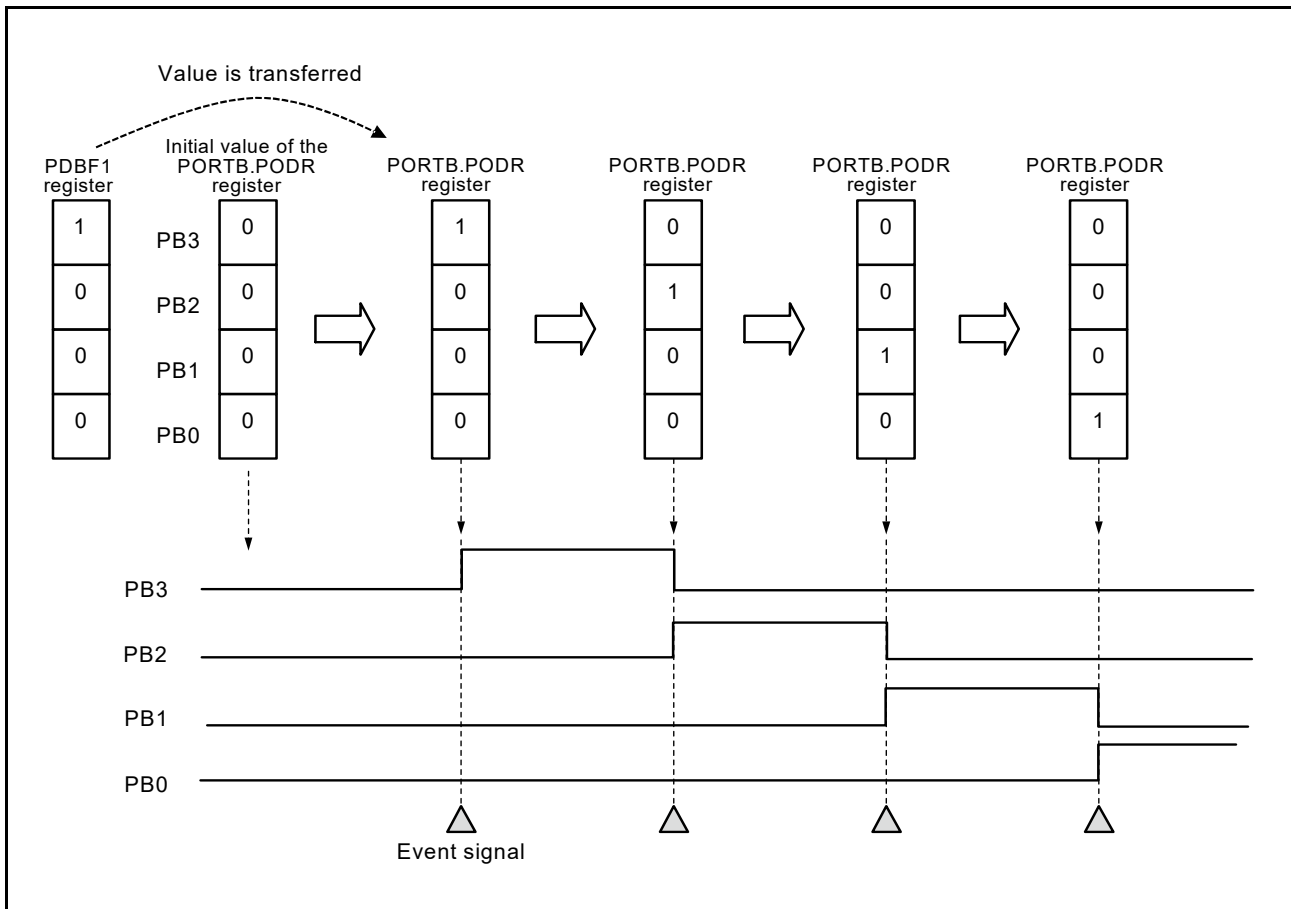 Value is transferred
PDBF1
register
Initial value of the
PORTB.PODR
register
PORTB.PODR
register
PORTB.PODR
register
PORTB.PODR
register
PORTB.PODR
register
1
PB3
0
1
0
0
0
0
PB2
0
0
1
0
0
0
PB1
0
0
0
1
0
0
PB0
0
0
0
0
1
PB3
PB2
PB1
PB0
Event signal